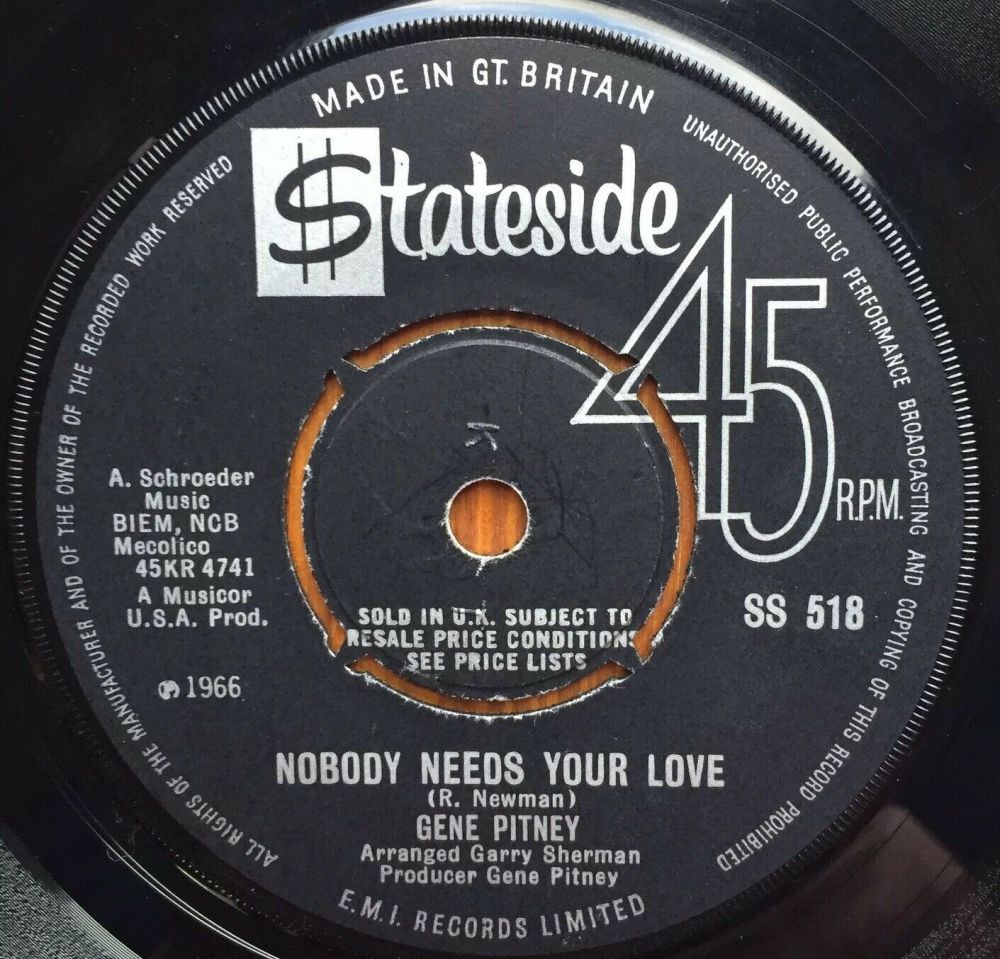 MADE IN GT. BRITAIN
UNAUTHORISED PUBLIC PERFORMANCE BROADCASTING AND COPYING OF THIS RECORD PROHIBITED
ALL RIGHTS OF THE MANUFACTURER AND OF THE OWNER OF THE RECORDED WORK RESERVED
$tateside
45 R.P.M.
K
A. Schroeder
Music
BIEM, NCB
Mecolico
45KR 4741
A Musicor
U.S.A. Prod.
℗ 1966
SOLD IN U.K. SUBJECT TO
RESALE PRICE CONDITIONS
SEE PRICE LISTS
SS 518
NOBODY NEEDS YOUR LOVE
(R. Newman)
GENE PITNEY
Arranged Garry Sherman
Producer Gene Pitney
E.M.I. RECORDS LIMITED